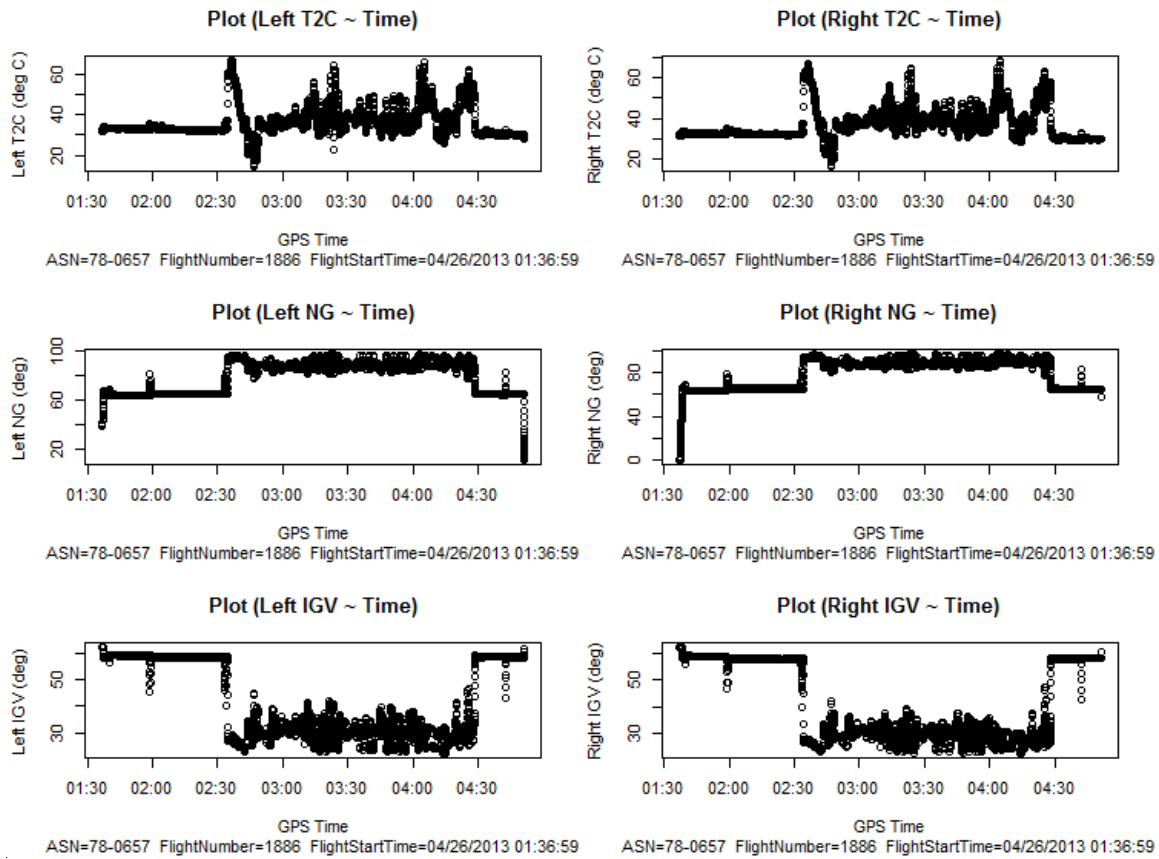 Plot (Left T2C ~ Time)
Left T2C (deg C)
60
40
20
01:30 02:00 02:30 03:00 03:30 04:00 04:30
GPS Time
ASN=78-0657 FlightNumber=1886 FlightStartTime=04/26/2013 01:36:59
Plot (Right T2C ~ Time)
Right T2C (deg C)
60
40
20
01:30 02:00 02:30 03:00 03:30 04:00 04:30
GPS Time
ASN=78-0657 FlightNumber=1886 FlightStartTime=04/26/2013 01:36:59
Plot (Left NG ~ Time)
Left NG (deg)
100
60
20
01:30 02:00 02:30 03:00 03:30 04:00 04:30
GPS Time
ASN=78-0657 FlightNumber=1886 FlightStartTime=04/26/2013 01:36:59
Plot (Right NG ~ Time)
Right NG (deg)
80
40
0
01:30 02:00 02:30 03:00 03:30 04:00 04:30
GPS Time
ASN=78-0657 FlightNumber=1886 FlightStartTime=04/26/2013 01:36:59
Plot (Left IGV ~ Time)
Left IGV (deg)
50
30
01:30 02:00 02:30 03:00 03:30 04:00 04:30
GPS Time
ASN=78-0657 FlightNumber=1886 FlightStartTime=04/26/2013 01:36:59
Plot (Right IGV ~ Time)
Right IGV (deg)
50
30
01:30 02:00 02:30 03:00 03:30 04:00 04:30
GPS Time
ASN=78-0657 FlightNumber=1886 FlightStartTime=04/26/2013 01:36:59